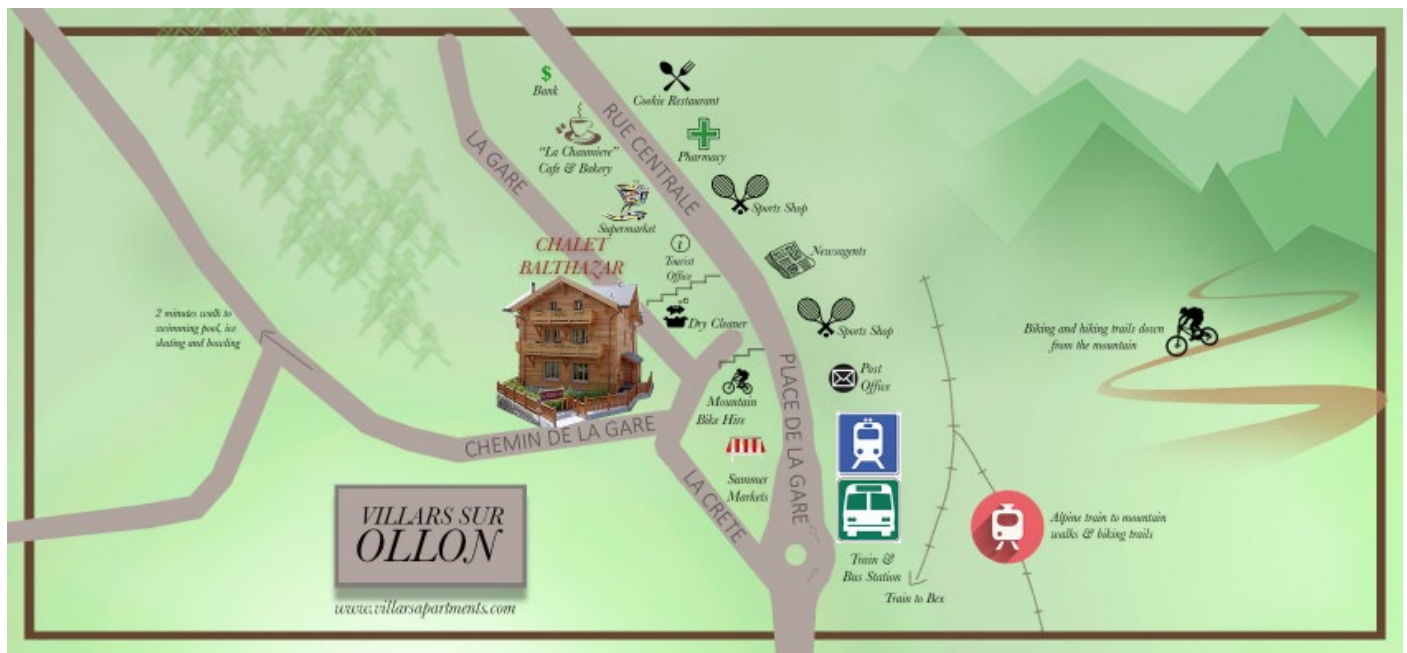 $
Bank
Cookie Restaurant
RUE CENTRALE
LA GARE
"La Chaumiere"
Cafe & Bakery
Pharmacy
Sports Shop
Supermarket
CHALET
BALTHAZAR
i
Tourist
Office
Newsagents
Dry Cleaner
Sports Shop
2 minutes walk to
swimming pool, ice
skating and bowling
Biking and hiking trails down
from the mountain
PLACE DE LA GARE
Post
Office
Mountain
Bike Hire
CHEMIN DE LA GARE
Summer
Markets
LA CRETE
VILLARS SUR
OLLON
www.villarsapartments.com
Alpine train to mountain
walks & biking trails
Train &
Bus Station
Train to Bex